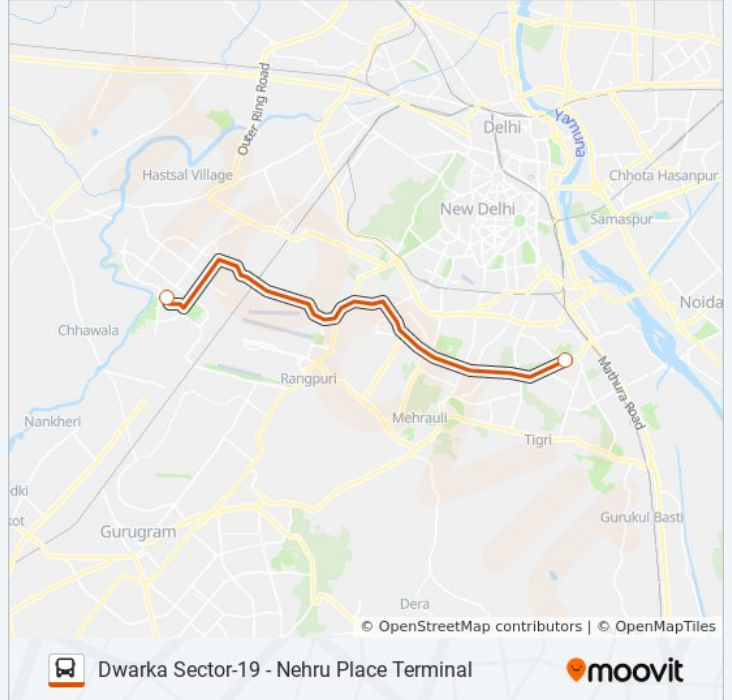 Outer Ring Road
Yamuna
Delhi
Hastsal Village
Chhota Hasanpur
New Delhi
Samaspur
Noida
Chhawala
Rangpuri
Mathura Road
Nankheri
Mehrauli
Tigri
dki
kot
Gurugram
Gurukul Basti
Dera
© OpenStreetMap contributors | © OpenMapTiles
Dwarka Sector-19 - Nehru Place Terminal
moovit